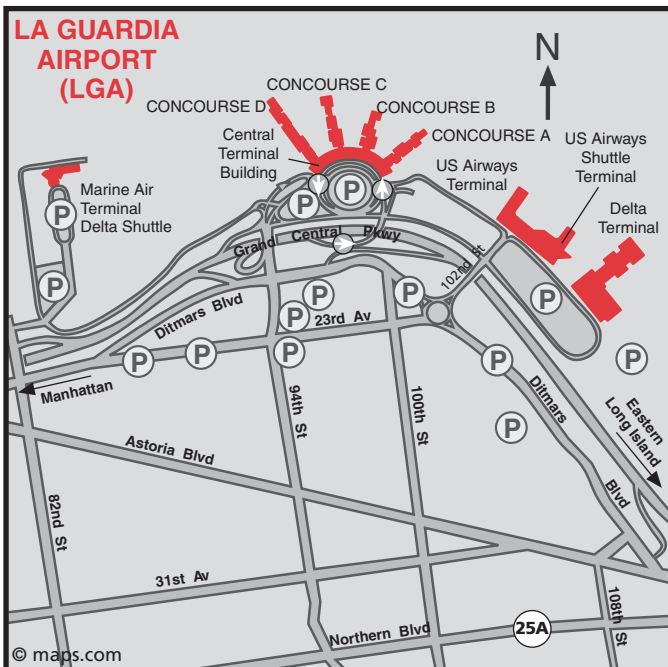 LA GUARDIA
AIRPORT
(LGA)
N
CONCOURSE C
CONCOURSE D
CONCOURSE B
CONCOURSE A
Central
Terminal
Building
US Airways
Terminal
US Airways
Shuttle
Terminal
Delta
Terminal
Marine Air
Terminal
Delta Shuttle
P
P
P
P
P
P
P
P
P
P
P
P
P
P
Grand Central Pkwy
102nd St
Ditmars Blvd
23rd Av
Manhattan
94th St
100th St
Ditmars Blvd
Eastern
Long Island
Astoria Blvd
82nd St
31st Av
108th St
Northern Blvd
25A
© maps.com